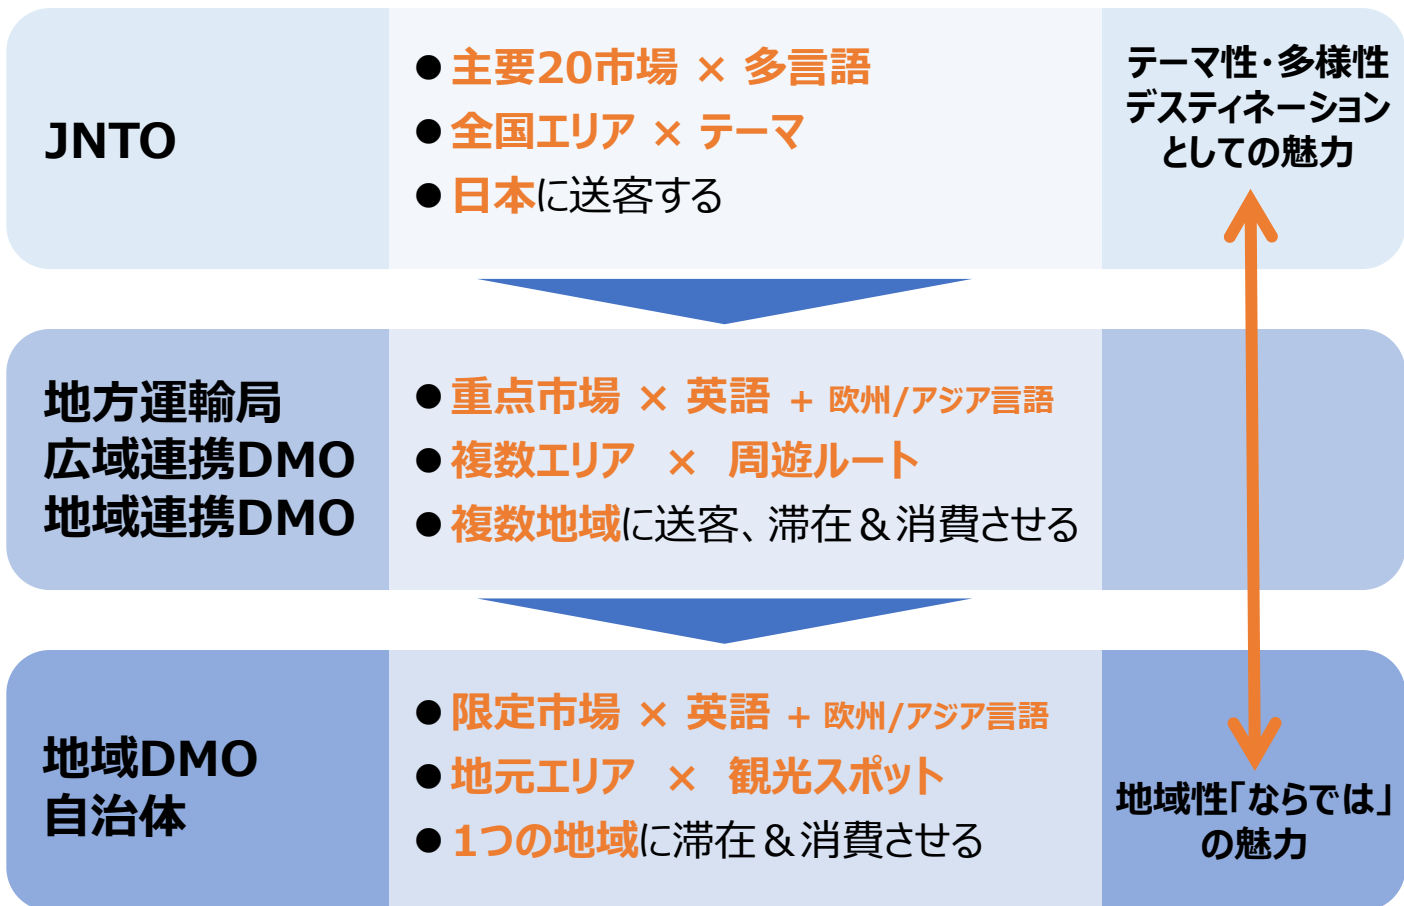 JNTO
●主要20市場 × 多言語
●全国エリア × テーマ
●日本に送客する
テーマ性・多様性
デスティネーション
としての魅力
地方運輸局
広域連携DMO
地域連携DMO
●重点市場 × 英語 + 欧州/アジア言語
●複数エリア × 周遊ルート
●複数地域に送客、滞在＆消費させる
地域DMO
自治体
●限定市場 × 英語 + 欧州/アジア言語
●地元エリア × 観光スポット
●1つの地域に滞在＆消費させる
地域性「ならでは」
の魅力